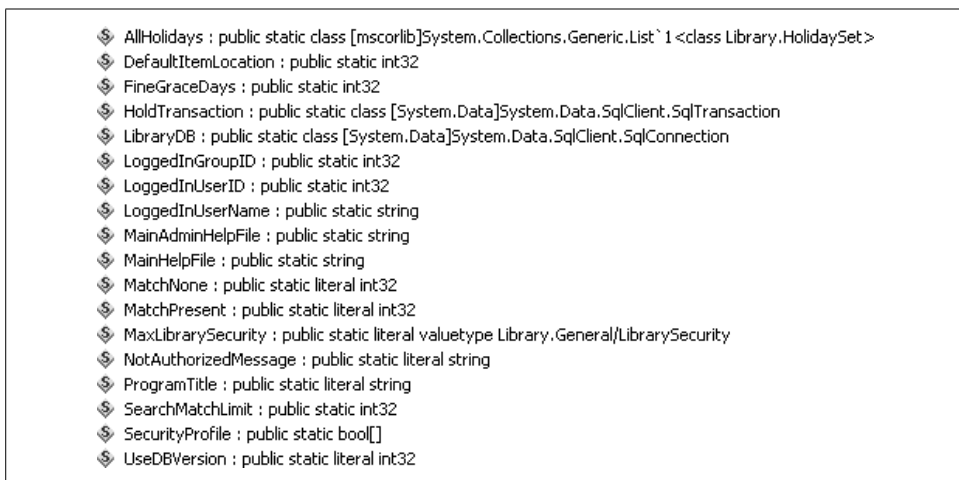 AllHolidays : public static class [mscorlib]System.Collections.Generic.List`1<class Library.HolidaySet>
DefaultItemLocation : public static int32
FineGraceDays : public static int32
HoldTransaction : public static class [System.Data]System.Data.SqlClient.SqlTransaction
LibraryDB : public static class [System.Data]System.Data.SqlClient.SqlConnection
LoggedInGroupID : public static int32
LoggedInUserID : public static int32
LoggedInUserName : public static string
MainAdminHelpFile : public static string
MainHelpFile : public static string
MatchNone : public static literal int32
MatchPresent : public static literal int32
MaxLibrarySecurity : public static literal valuetype Library.General/LibrarySecurity
NotAuthorizedMessage : public static literal string
ProgramTitle : public static literal string
SearchMatchLimit : public static int32
SecurityProfile : public static bool[]
UseDBVersion : public static literal int32